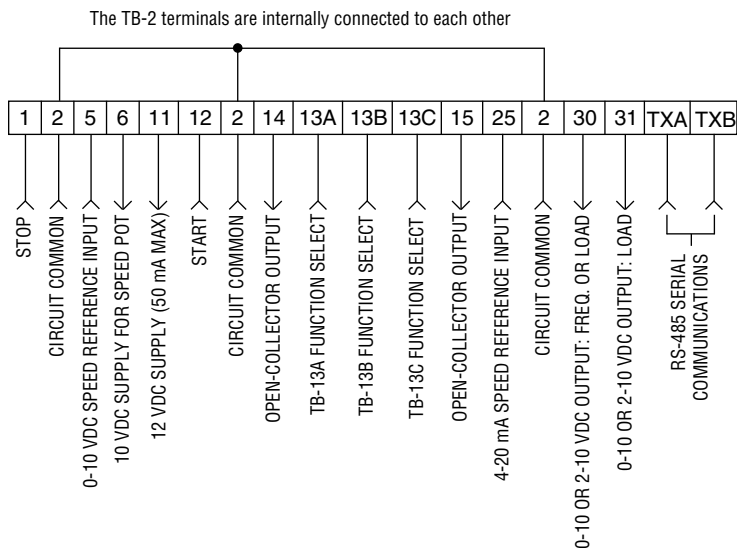 The TB-2 terminals are internally connected to each other
1 2 5 6 11 12 2 14 13A 13B 13C 15 25 2 30 31 TXA TXB
STOP
CIRCUIT COMMON
0-10 VDC SPEED REFERENCE INPUT
10 VDC SUPPLY FOR SPEED POT
12 VDC SUPPLY (50 mA MAX)
START
CIRCUIT COMMON
OPEN-COLLECTOR OUTPUT
TB-13A FUNCTION SELECT
TB-13B FUNCTION SELECT
TB-13C FUNCTION SELECT
OPEN-COLLECTOR OUTPUT
4-20 mA SPEED REFERENCE INPUT
CIRCUIT COMMON
0-10 OR 2-10 VDC OUTPUT: FREQ. OR LOAD
0-10 OR 2-10 VDC OUTPUT: LOAD
RS-485 SERIAL
COMMUNICATIONS